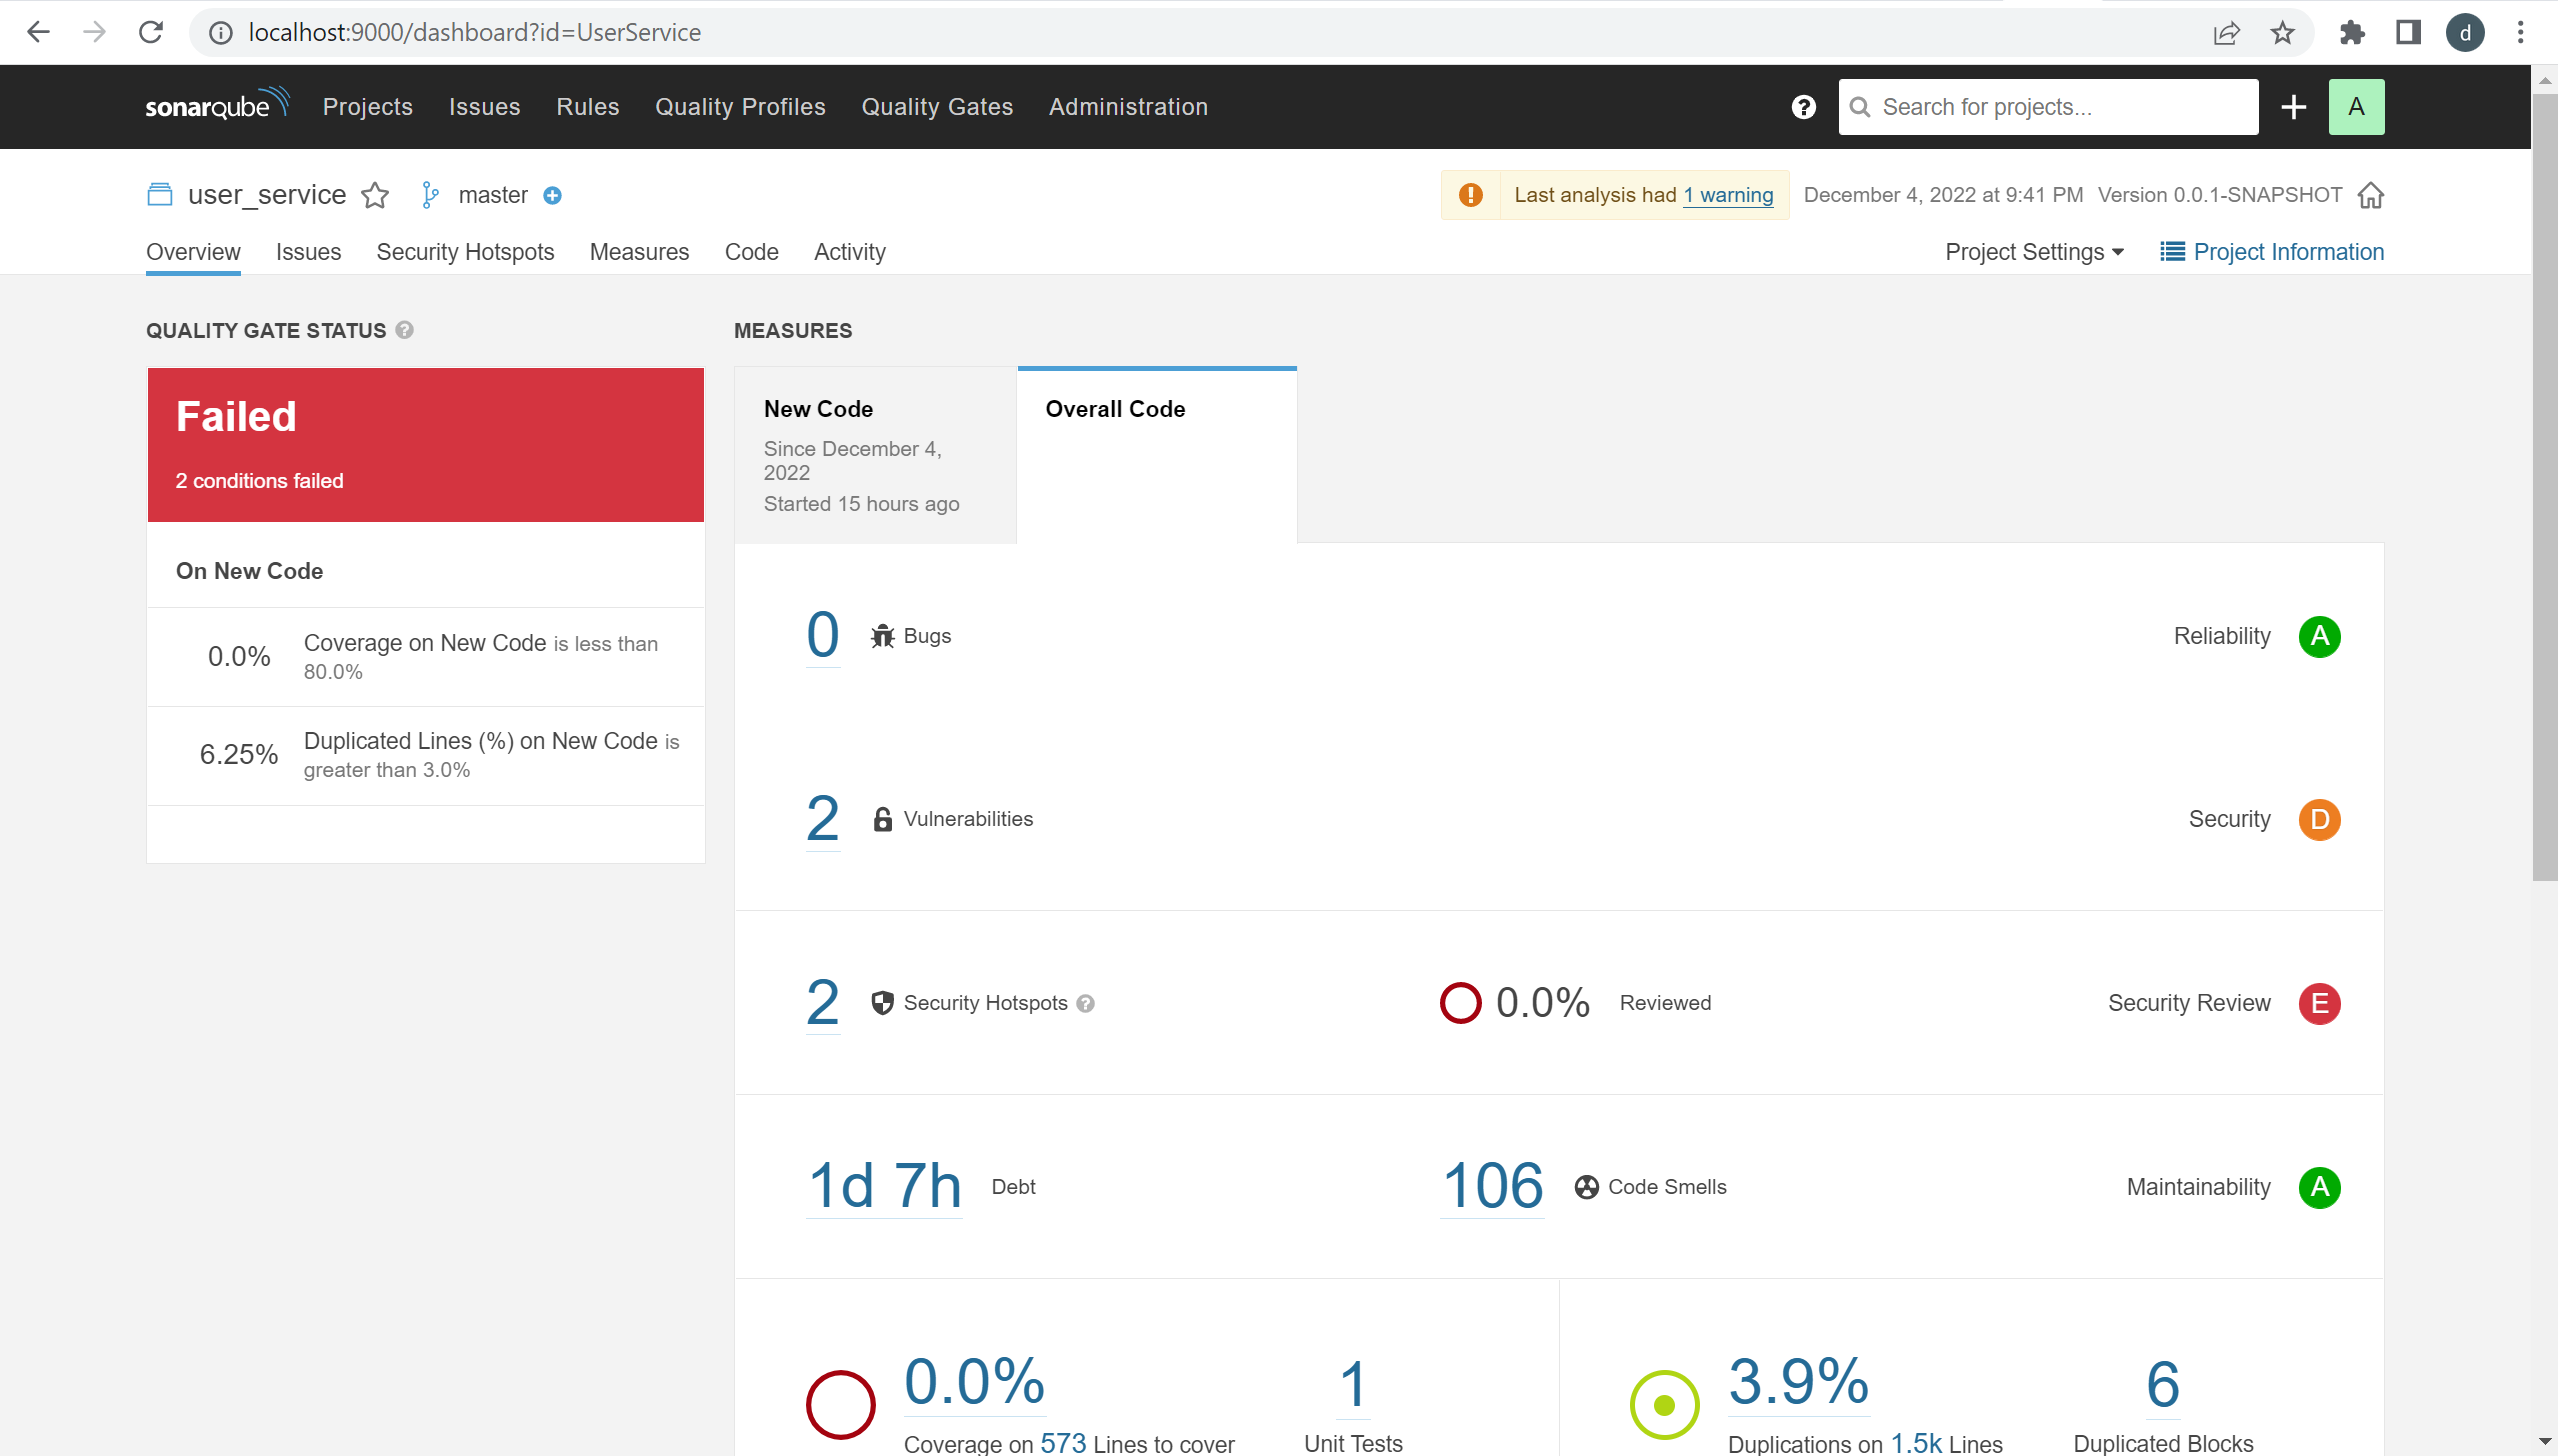 localhost:9000/dashboard?id=UserService
d
sonarqube Projects Issues Rules Quality Profiles Quality Gates Administration
? Search for projects... A
user_service master
! Last analysis had 1 warning December 4, 2022 at 9:41 PM Version 0.0.1-SNAPSHOT
Overview Issues Security Hotspots Measures Code Activity
Project Settings Project Information
QUALITY GATE STATUS ?
Failed
2 conditions failed
On New Code
0.0% Coverage on New Code is less than
80.0%
6.25% Duplicated Lines (%) on New Code is
greater than 3.0%
MEASURES
New Code
Since December 4,
2022
Started 15 hours ago
Overall Code
0 Bugs Reliability A
2 Vulnerabilities Security D
2 Security Hotspots ? 0.0% Reviewed Security Review E
1d 7h Debt 106 Code Smells Maintainability A
0.0% 1 3.9% 6
Coverage on 573 Lines to cover Unit Tests Duplications on 1.5k Lines Duplicated Blocks